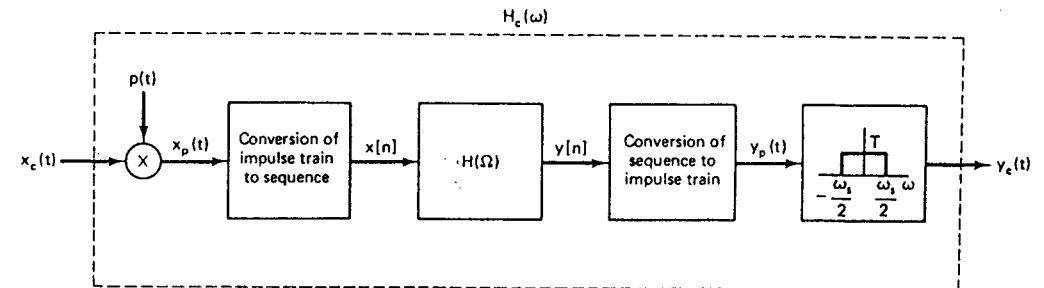 H_c(ω)
p(t)
x_c(t)
X
x_p(t)
Conversion of
impulse train
to sequence
x[n]
H(Ω)
y[n]
Conversion of
sequence to
impulse train
y_p(t)
T
-ω_s/2
ω_s/2
ω
y_c(t)